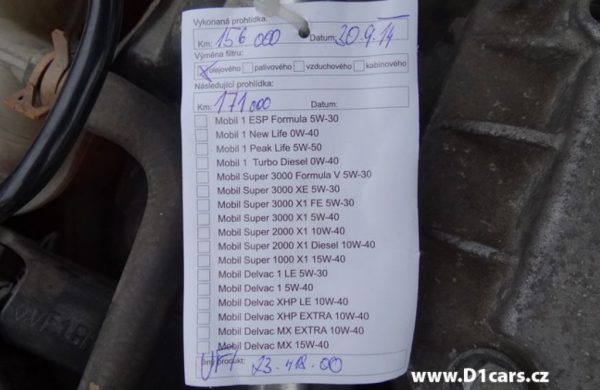 Vykonaná prohlídka:
Km: 156 000 Datum: 30.9.14
Výměna filtru:
olejového palivového vzduchového kabinového
Následující prohlídka:
Km: 171 000 Datum:
Mobil 1 ESP Formula 5W-30
Mobil 1 New Life 0W-40
Mobil 1 Peak Life 5W-50
Mobil 1 Turbo Diesel 0W-40
Mobil Super 3000 Formula V 5W-30
Mobil Super 3000 XE 5W-30
Mobil Super 3000 X1 FE 5W-30
Mobil Super 3000 X1 5W-40
Mobil Super 2000 X1 10W-40
Mobil Super 2000 X1 Diesel 10W-40
Mobil Super 1000 X1 15W-40
Mobil Delvac 1 LE 5W-30
Mobil Delvac 1 5W-40
Mobil Delvac XHP LE 10W-40
Mobil Delvac XHP EXTRA 10W-40
Mobil Delvac MX EXTRA 10W-40
Mobil Delvac MX 15W-40
Jiný produkt:
www.D1cars.cz